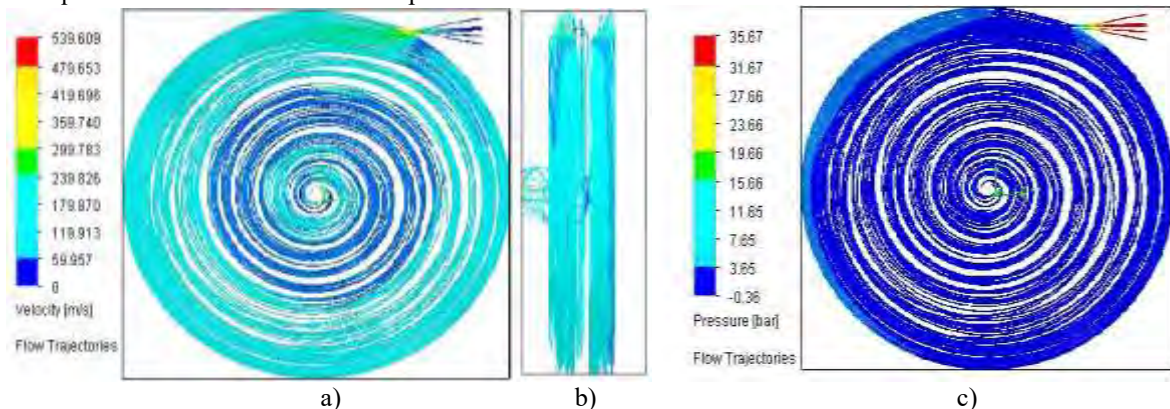 539.609
479.653
419.696
359.740
299.783
239.826
179.870
119.913
59.957
0
Velocity [m/s]
Flow Trajectories
35.67
31.67
27.66
23.66
19.66
15.66
11.65
7.65
3.65
-0.36
Pressure [bar]
Flow Trajectories
a)
b)
c)